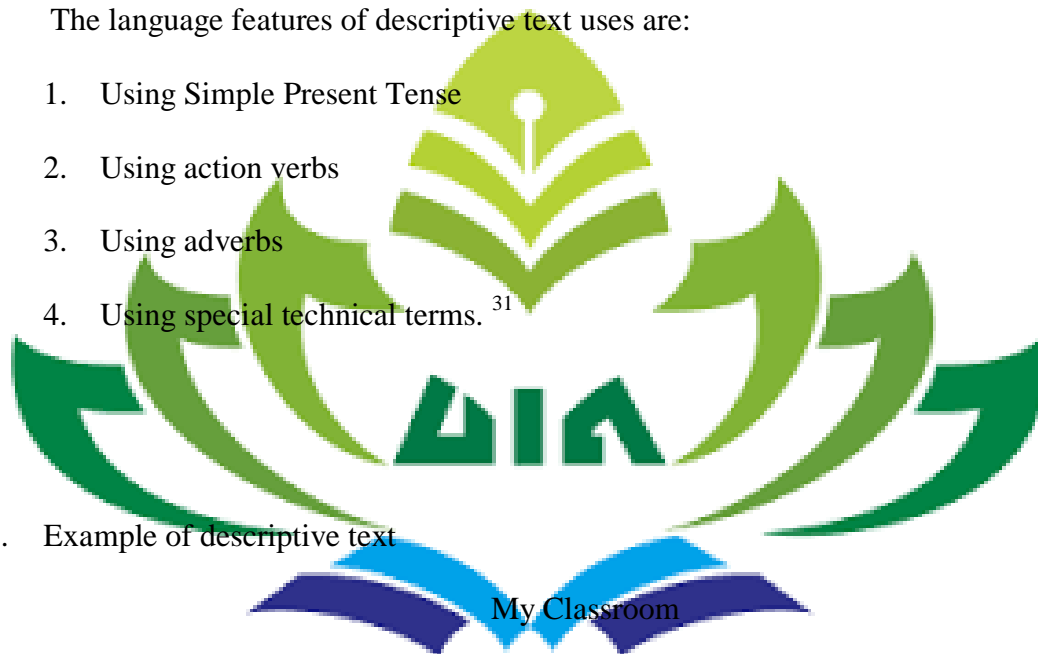 The language features of descriptive text uses are:
1. Using Simple Present Tense
2. Using action verbs
3. Using adverbs
4. Using special technical terms. 31
. Example of descriptive text
My Classroom